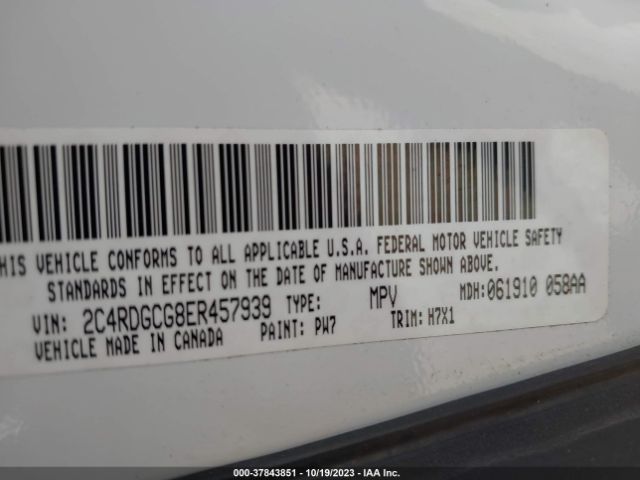 THIS VEHICLE CONFORMS TO ALL APPLICABLE U.S.A. FEDERAL MOTOR VEHICLE SAFETY
STANDARDS IN EFFECT ON THE DATE OF MANUFACTURE SHOWN ABOVE.
VIN: 2C4RDGCG8ER457939 TYPE: MPV MDH:061910 058AA
VEHICLE MADE IN CANADA PAINT: PW7 TRIM: H7X1
000-37843851 - 10/19/2023 - IAA Inc.